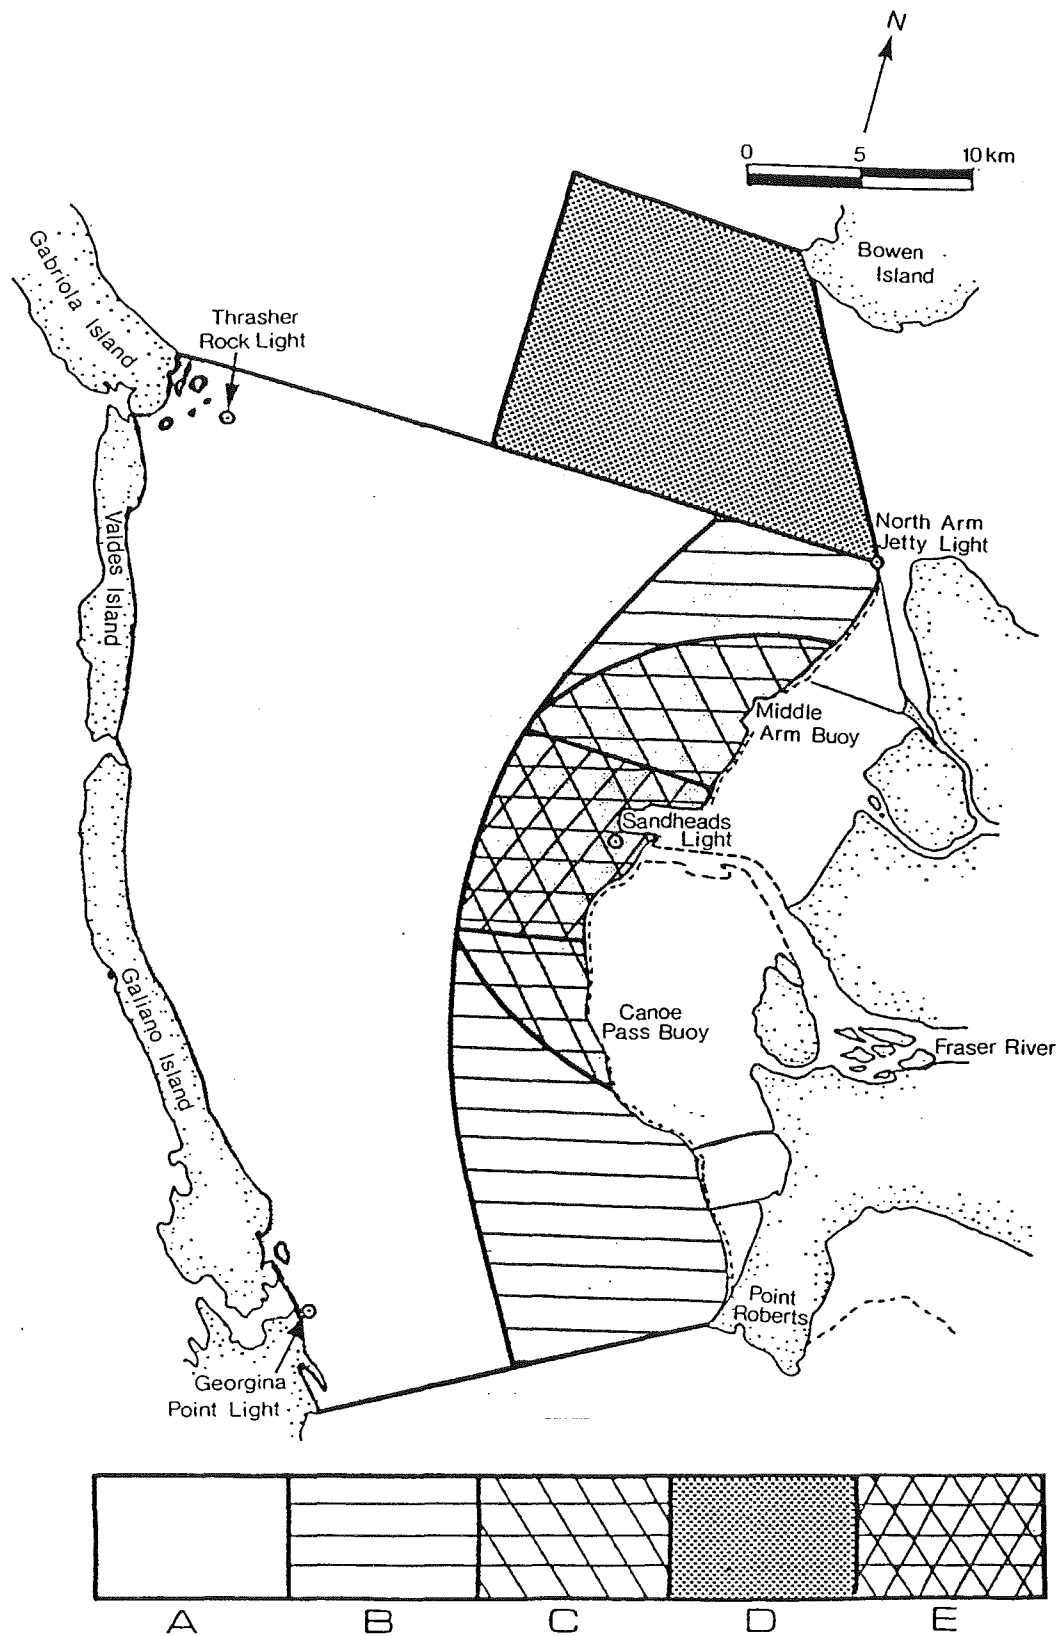 N
0 5 10 km
Bowen
Island
Gabriola Island
Thrasher
Rock Light
North Arm
Jetty Light
Valdes Island
Middle
Arm Buoy
Sandheads
Light
Galiano Island
Canoe
Pass Buoy
Fraser River
Point
Roberts
Georgina
Point Light
A B C D E